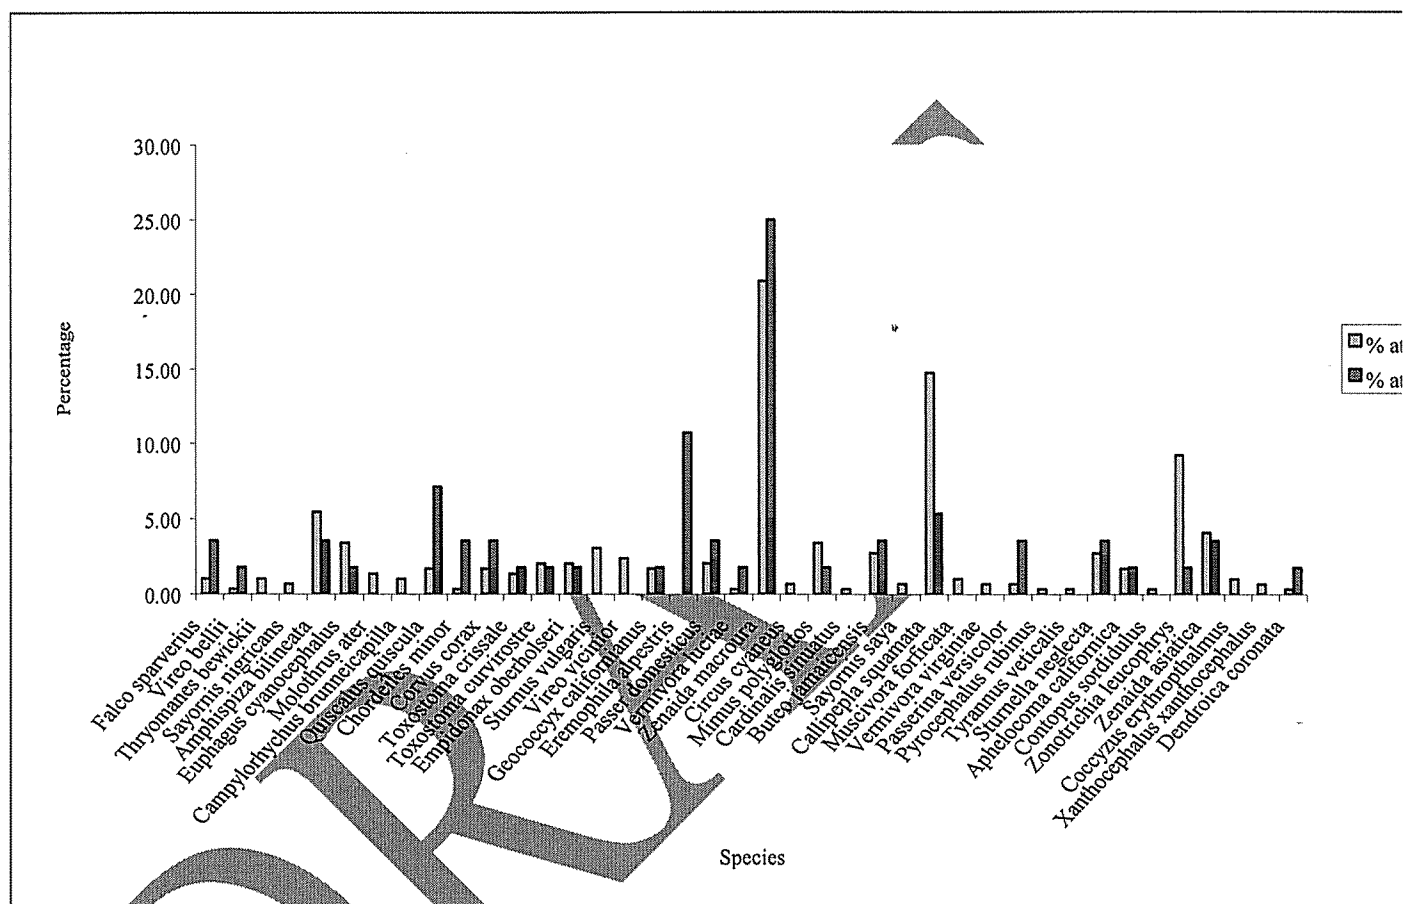 30.00
25.00
20.00
15.00
10.00
5.00
0.00
Percentage
% at
% at
Falco sparverius
Vireo bellii
Thryomanes bewickii
Sayornis nigricans
Amphispiza bilineata
Euphagus cyanocephalus
Molothrus ater
Campylorhychus brunneicapilla
Quiscalus quiscula
Chordeiles minor
Corvus corax
Toxostoma crissale
Toxostoma curvirostre
Empidonax oberholseri
Sturnus vulgaris
Vireo vicinior
Geococcyx californianus
Eremophila alpestris
Passer domesticus
Vermivora luciae
Zenaida macroura
Circus cyaneus
Mimus polyglottos
Cardinalis sinuatus
Buteo jamaicensis
Sayornis saya
Callipepla squamata
Muscivora forficata
Vermivora virginiae
Passerina versicolor
Pyrocephalus rubinus
Tyrannus veticalis
Sturnella neglecta
Aphelocoma californica
Contopus sordidulus
Zonotrichia leucophrys
Zenaida asiatica
Coccyzus erythropthalmus
Xanthocephalus xanthocephalus
Dendroica coronata
Species